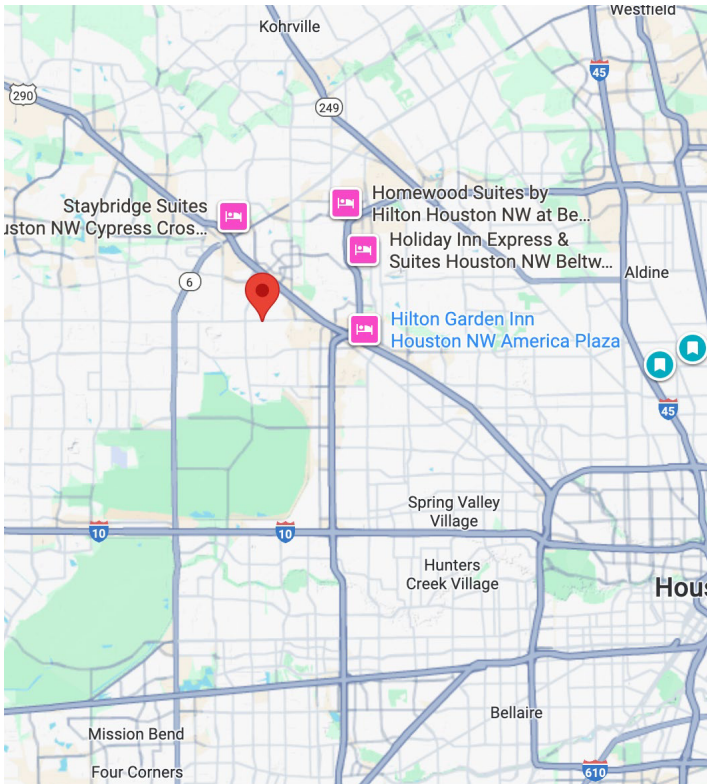 Westfield
Kohrville
45
290
249
Staybridge Suites
uston NW Cypress Cros...
Homewood Suites by
Hilton Houston NW at Be...
Holiday Inn Express &
Suites Houston NW Beltw...
Aldine
6
Hilton Garden Inn
Houston NW America Plaza
45
Spring Valley
Village
10
10
Hunters
Creek Village
Hous
Bellaire
Mission Bend
Four Corners
610